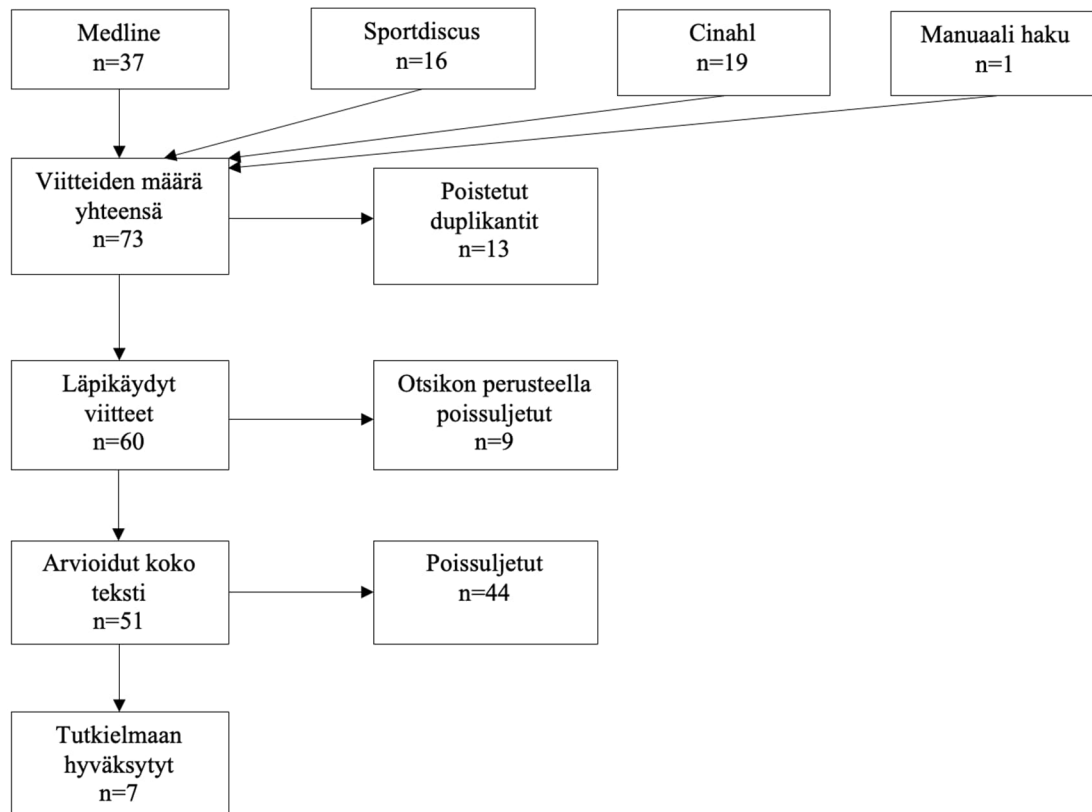 Medline
n=37
Sportdiscus
n=16
Cinahl
n=19
Manuaali haku
n=1
Viitteiden määrä
yhteensä
n=73
Poistetut
duplikantit
n=13
Läpikäydyt
viitteet
n=60
Otsikon perusteella
poissuljetut
n=9
Arvioidut koko
teksti
n=51
Poissuljetut
n=44
Tutkielmaan
hyväksytyt
n=7